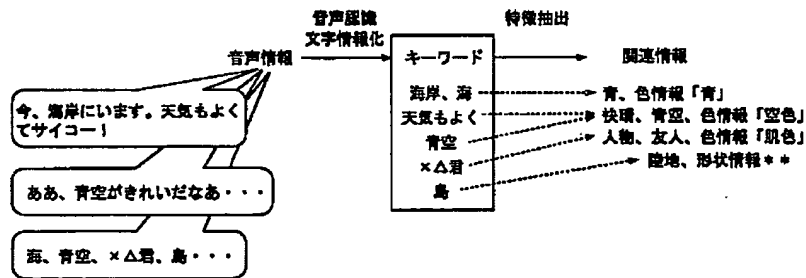 音声認識
文字情報化
特徴抽出
音声情報
キーワード
関連情報
今、海岸にいます。天気もよく
てサイコー！
ああ、青空がきれいだなあ・・・
海、青空、×△君、島・・・
海岸、海
天気もよく
青空
×△君
島
青、色情報「青」
快晴、青空、色情報「空色」
人物、友人、色情報「肌色」
陸地、形状情報＊＊